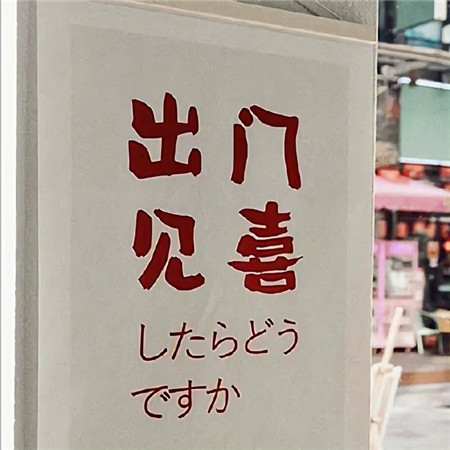 出门
见喜
したらどう
ですか